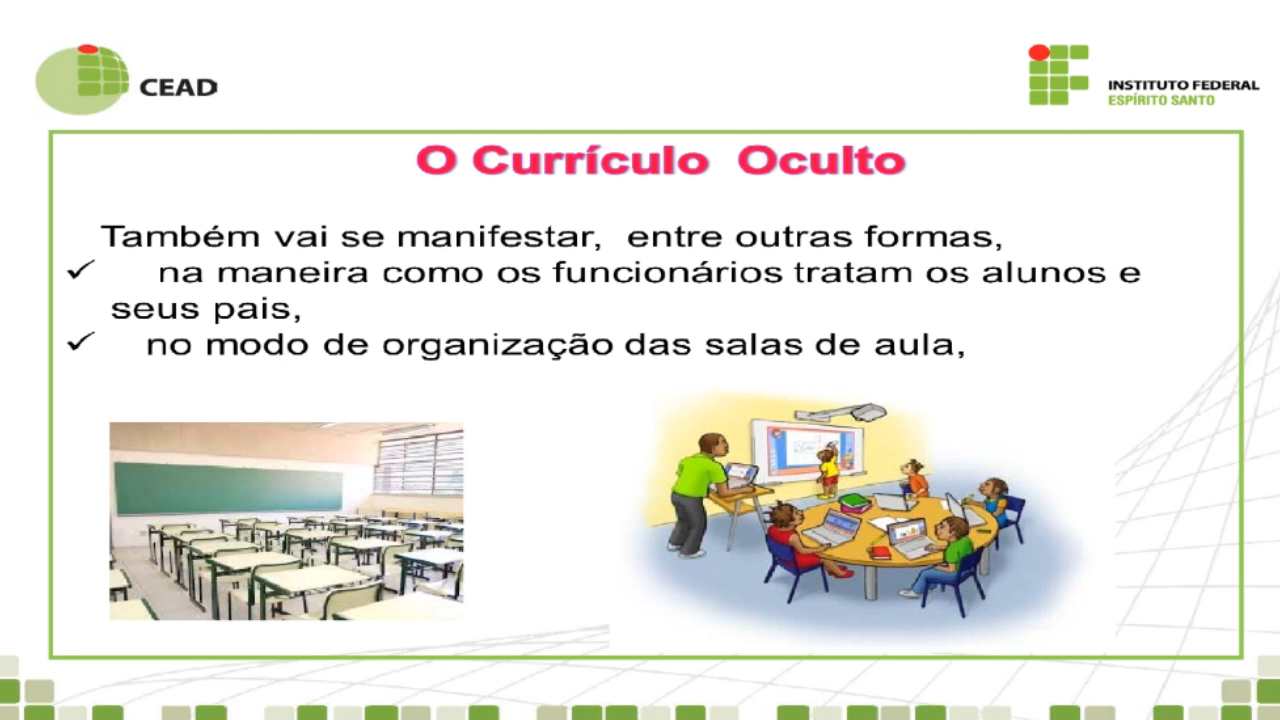 CEAD
INSTITUTO FEDERAL
ESPÍRITO SANTO
O Currículo Oculto
Também vai se manifestar, entre outras formas,
✓ na maneira como os funcionários tratam os alunos e
seus pais,
✓ no modo de organização das salas de aula,